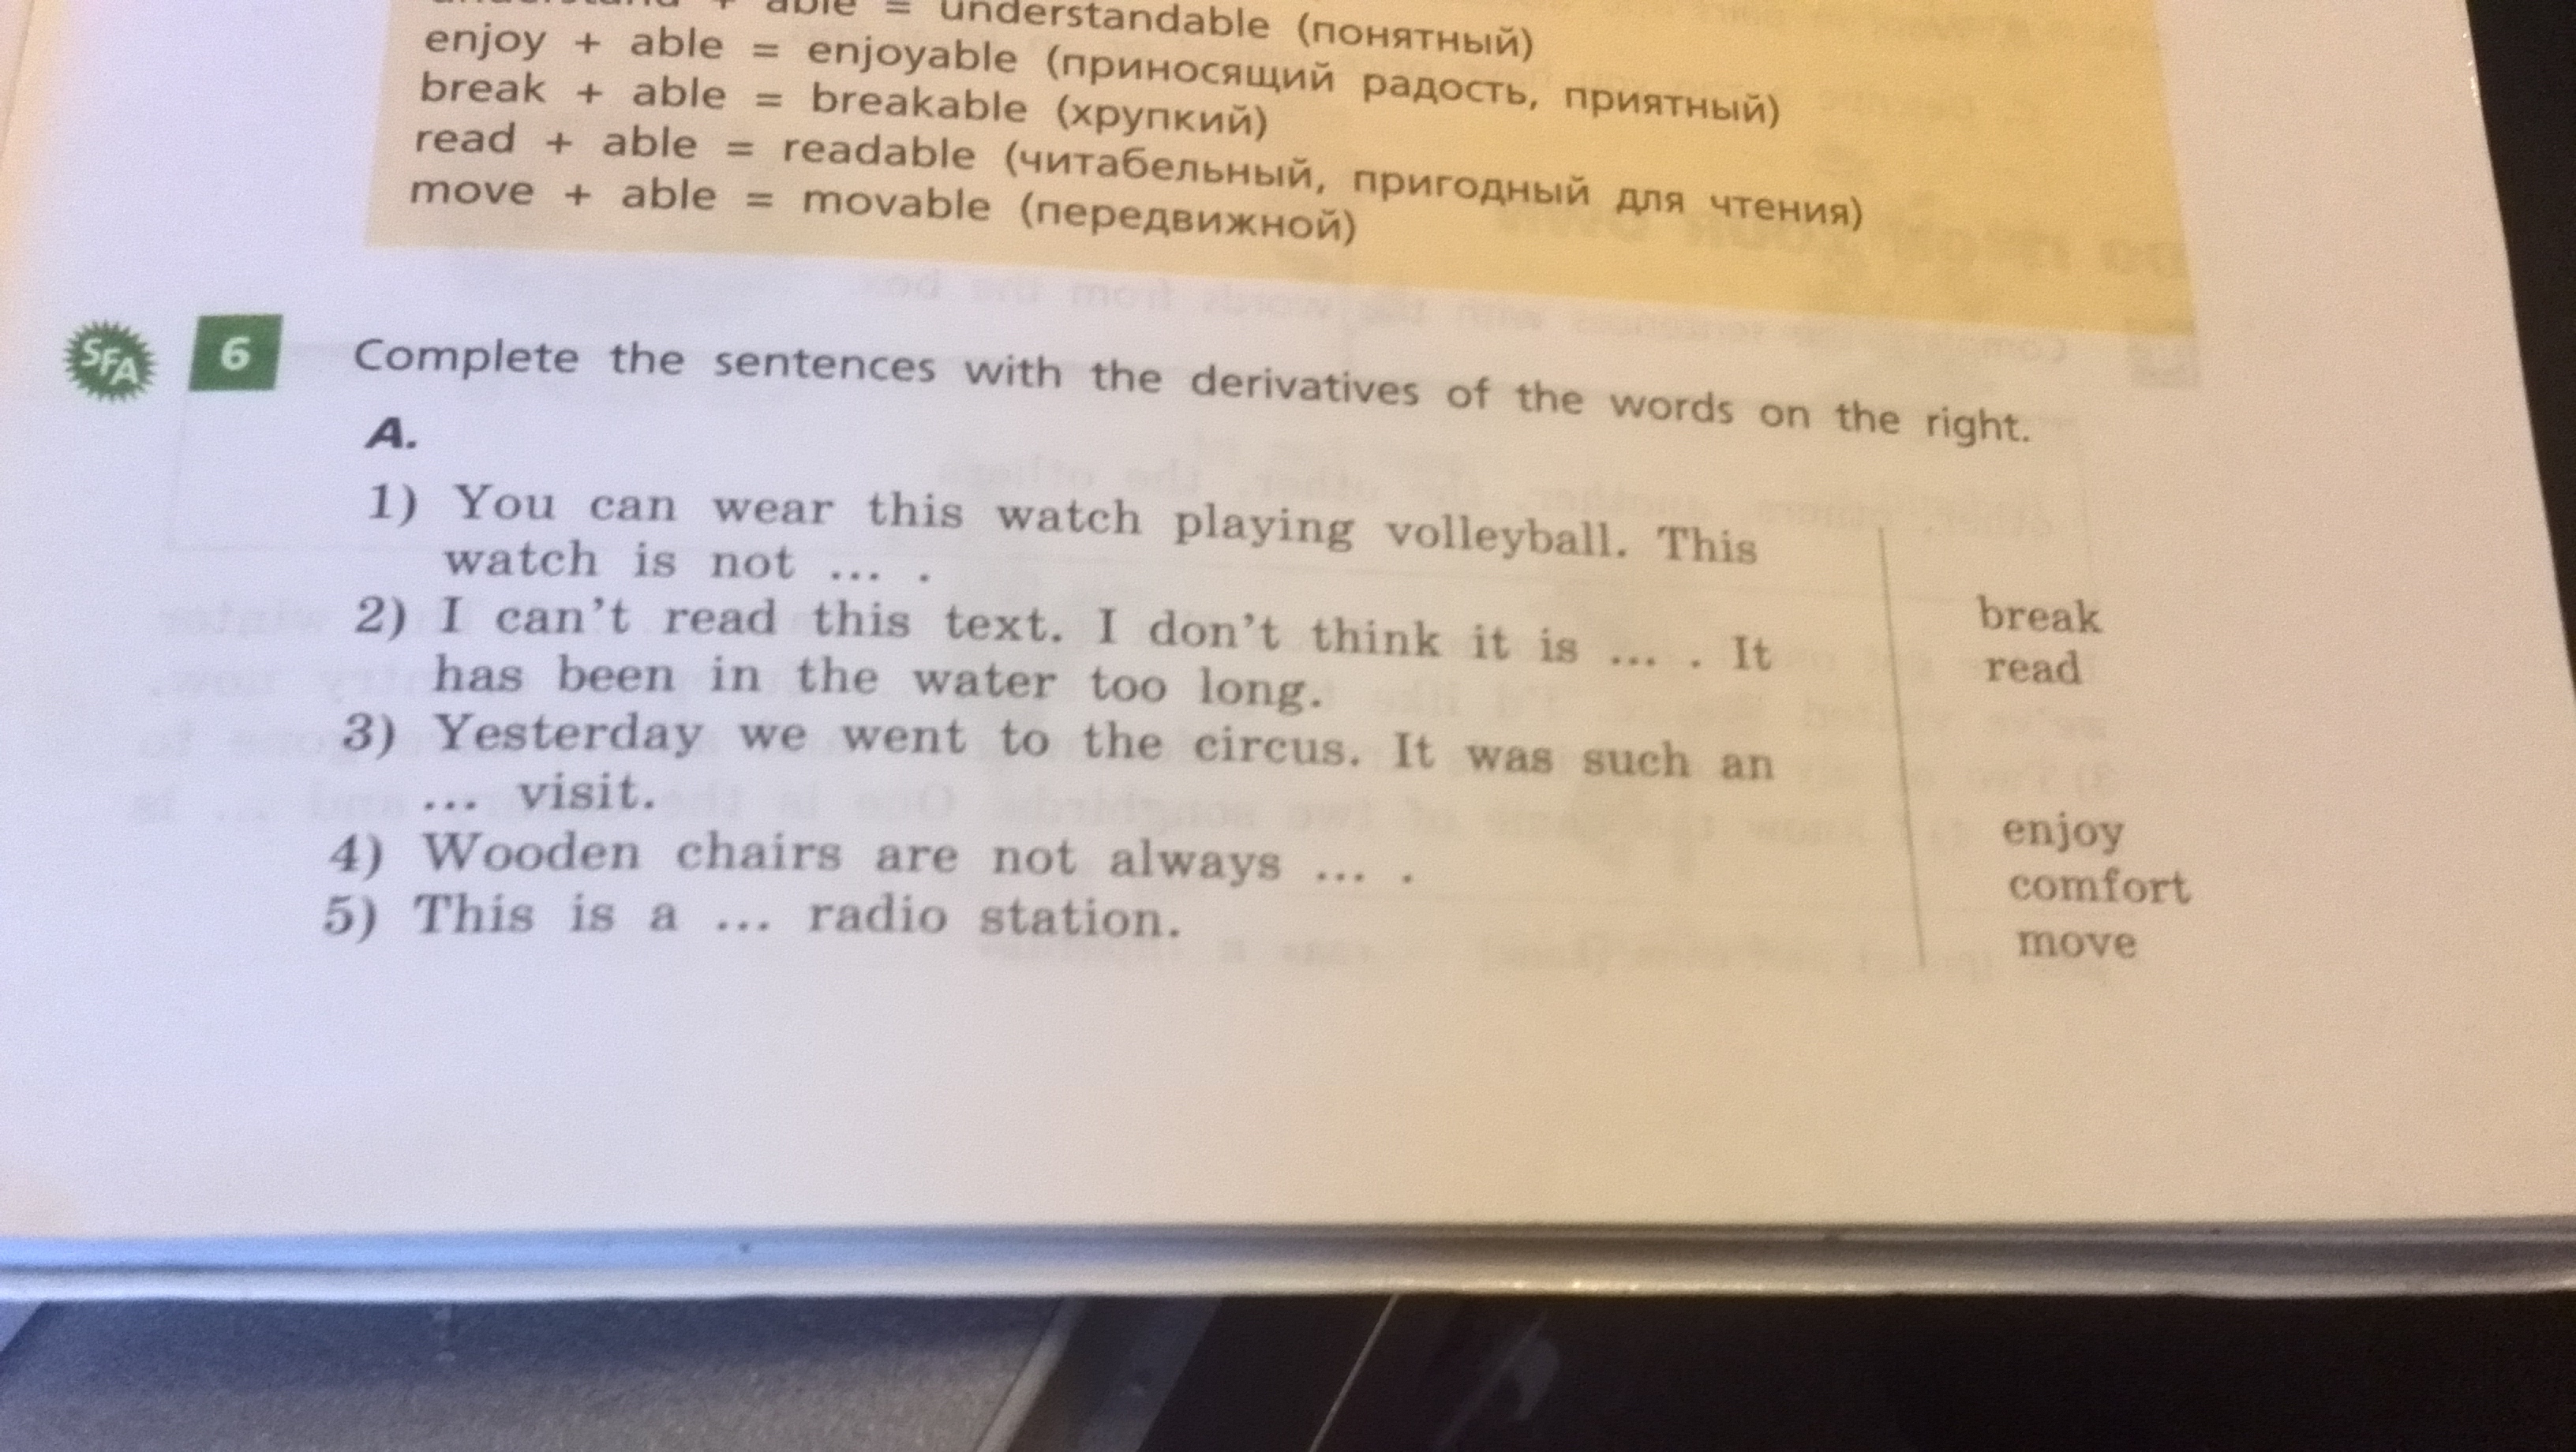 understand + able = understandable (понятный)
enjoy + able = enjoyable (приносящий радость, приятный)
break + able = breakable (хрупкий)
read + able = readable (читабельный, пригодный для чтения)
move + able = movable (передвижной)
SFA 6 Complete the sentences with the derivatives of the words on the right.
A.
1) You can wear this watch playing volleyball. This
watch is not ... . break
2) I can't read this text. I don't think it is ... . It read
has been in the water too long.
3) Yesterday we went to the circus. It was such an
... visit. enjoy
4) Wooden chairs are not always ... . comfort
5) This is a ... radio station. move